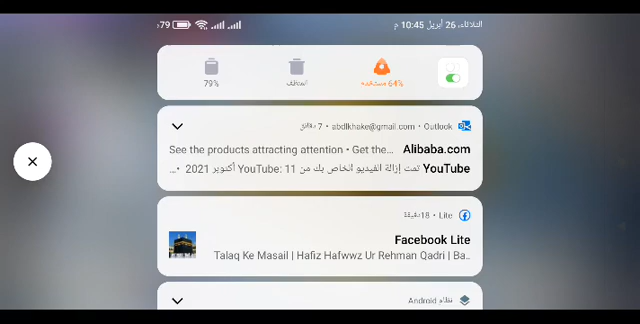 الثلاثاء، 26 أبريل 10:45 م
79%
64% مستخدم
المنظف
79%
Outlook • abdlkhake@gmail.com • 7 دقائق
Alibaba.com See the products attracting attention • Get the...
YouTube تمت إزالة الفيديو الخاص بك من YouTube: 11 أكتوبر 2021 •...
Lite • 18 دقيقة
Facebook Lite
Talaq Ke Masail | Hafiz Hafwwz Ur Rehman Qadri | Ba..
نظام Android